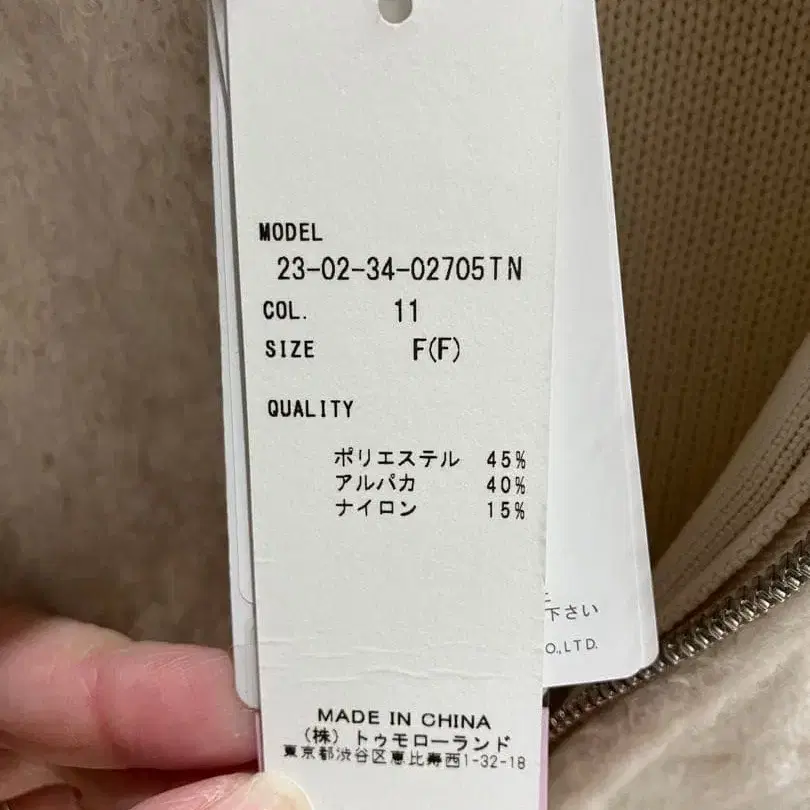 MODEL
23-02-34-02705TN
COL. 11
SIZE F(F)
QUALITY
ポリエステル 45%
アルパカ 40%
ナイロン 15%
下さい
O.,LTD.
MADE IN CHINA
(株) トゥモローランド
東京都渋谷区恵比寿西1-32-18